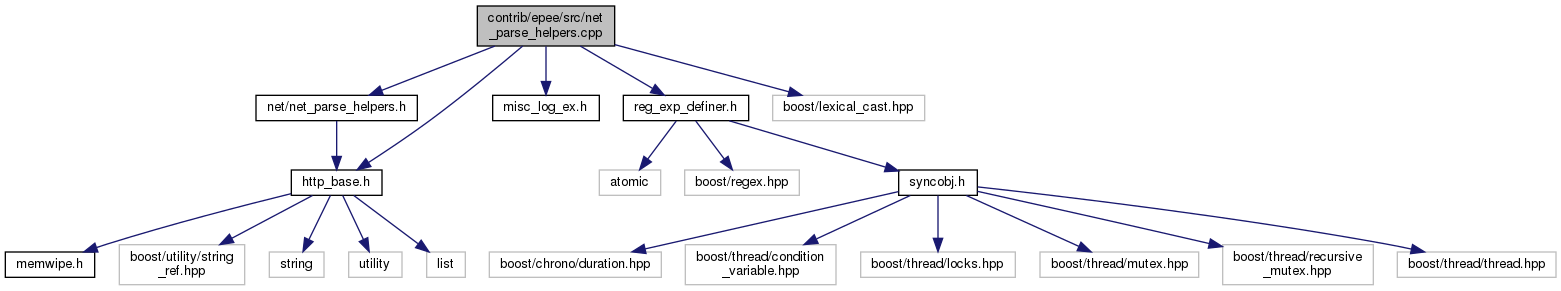 contrib/epee/src/net
_parse_helpers.cpp
net/net_parse_helpers.h
misc_log_ex.h
reg_exp_definer.h
boost/lexical_cast.hpp
http_base.h
atomic
boost/regex.hpp
syncobj.h
memwipe.h
boost/utility/string
_ref.hpp
string
utility
list
boost/chrono/duration.hpp
boost/thread/condition
_variable.hpp
boost/thread/locks.hpp
boost/thread/mutex.hpp
boost/thread/recursive
_mutex.hpp
boost/thread/thread.hpp